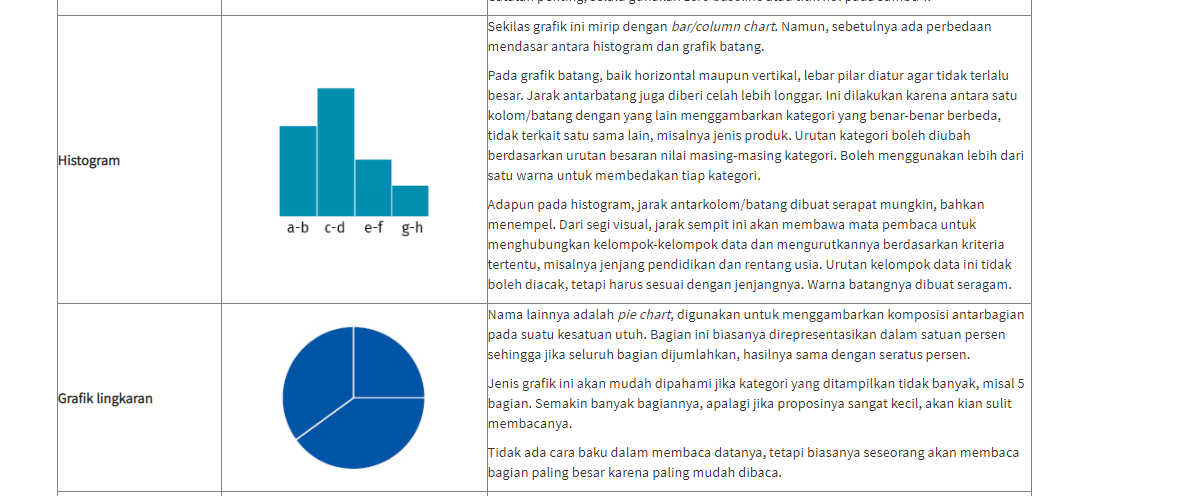 Sekilas grafik ini mirip dengan bar/column chart. Namun, sebetulnya ada perbedaan
mendasar antara histogram dan grafik batang.
Pada grafik batang, baik horizontal maupun vertikal, lebar pilar diatur agar tidak terlalu
besar. Jarak antarbatang juga diberi celah lebih longgar. Ini dilakukan karena antara satu
kolom/batang dengan yang lain menggambarkan kategori yang benar-benar berbeda,
tidak terkait satu sama lain, misalnya jenis produk. Urutan kategori boleh diubah
berdasarkan urutan besaran nilai masing-masing kategori. Boleh menggunakan lebih dari
satu warna untuk membedakan tiap kategori.
Histogram
a-b c-d e-f g-h
Adapun pada histogram, jarak antarkolom/batang dibuat serapat mungkin, bahkan
menempel. Dari segi visual, jarak sempit ini akan membawa mata pembaca untuk
menghubungkan kelompok-kelompok data dan mengurutkannya berdasarkan kriteria
tertentu, misalnya jenjang pendidikan dan rentang usia. Urutan kelompok data ini tidak
boleh diacak, tetapi harus sesuai dengan jenjangnya. Warna batangnya dibuat seragam.
Nama lainnya adalah pie chart, digunakan untuk menggambarkan komposisi antarbagian
pada suatu kesatuan utuh. Bagian ini biasanya direpresentasikan dalam satuan persen
sehingga jika seluruh bagian dijumlahkan, hasilnya sama dengan seratus persen.
Grafik lingkaran
Jenis grafik ini akan mudah dipahami jika kategori yang ditampilkan tidak banyak, misal 5
bagian. Semakin banyak bagiannya, apalagi jika proposinya sangat kecil, akan kian sulit
membacanya.
Tidak ada cara baku dalam membaca datanya, tetapi biasanya seseorang akan membaca
bagian paling besar karena paling mudah dibaca.